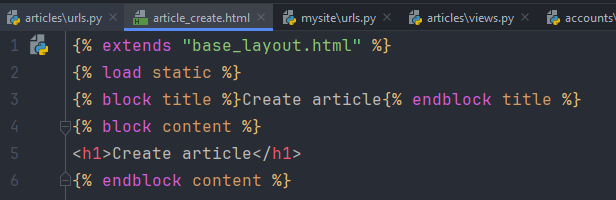 articles\urls.py article_create.html mysite\urls.py articles\views.py accounts\
1 {% extends "base_layout.html" %}
2 {% load static %}
3 {% block title %}Create article{% endblock title %}
4 {% block content %}
5 <h1>Create article</h1>
6 {% endblock content %}